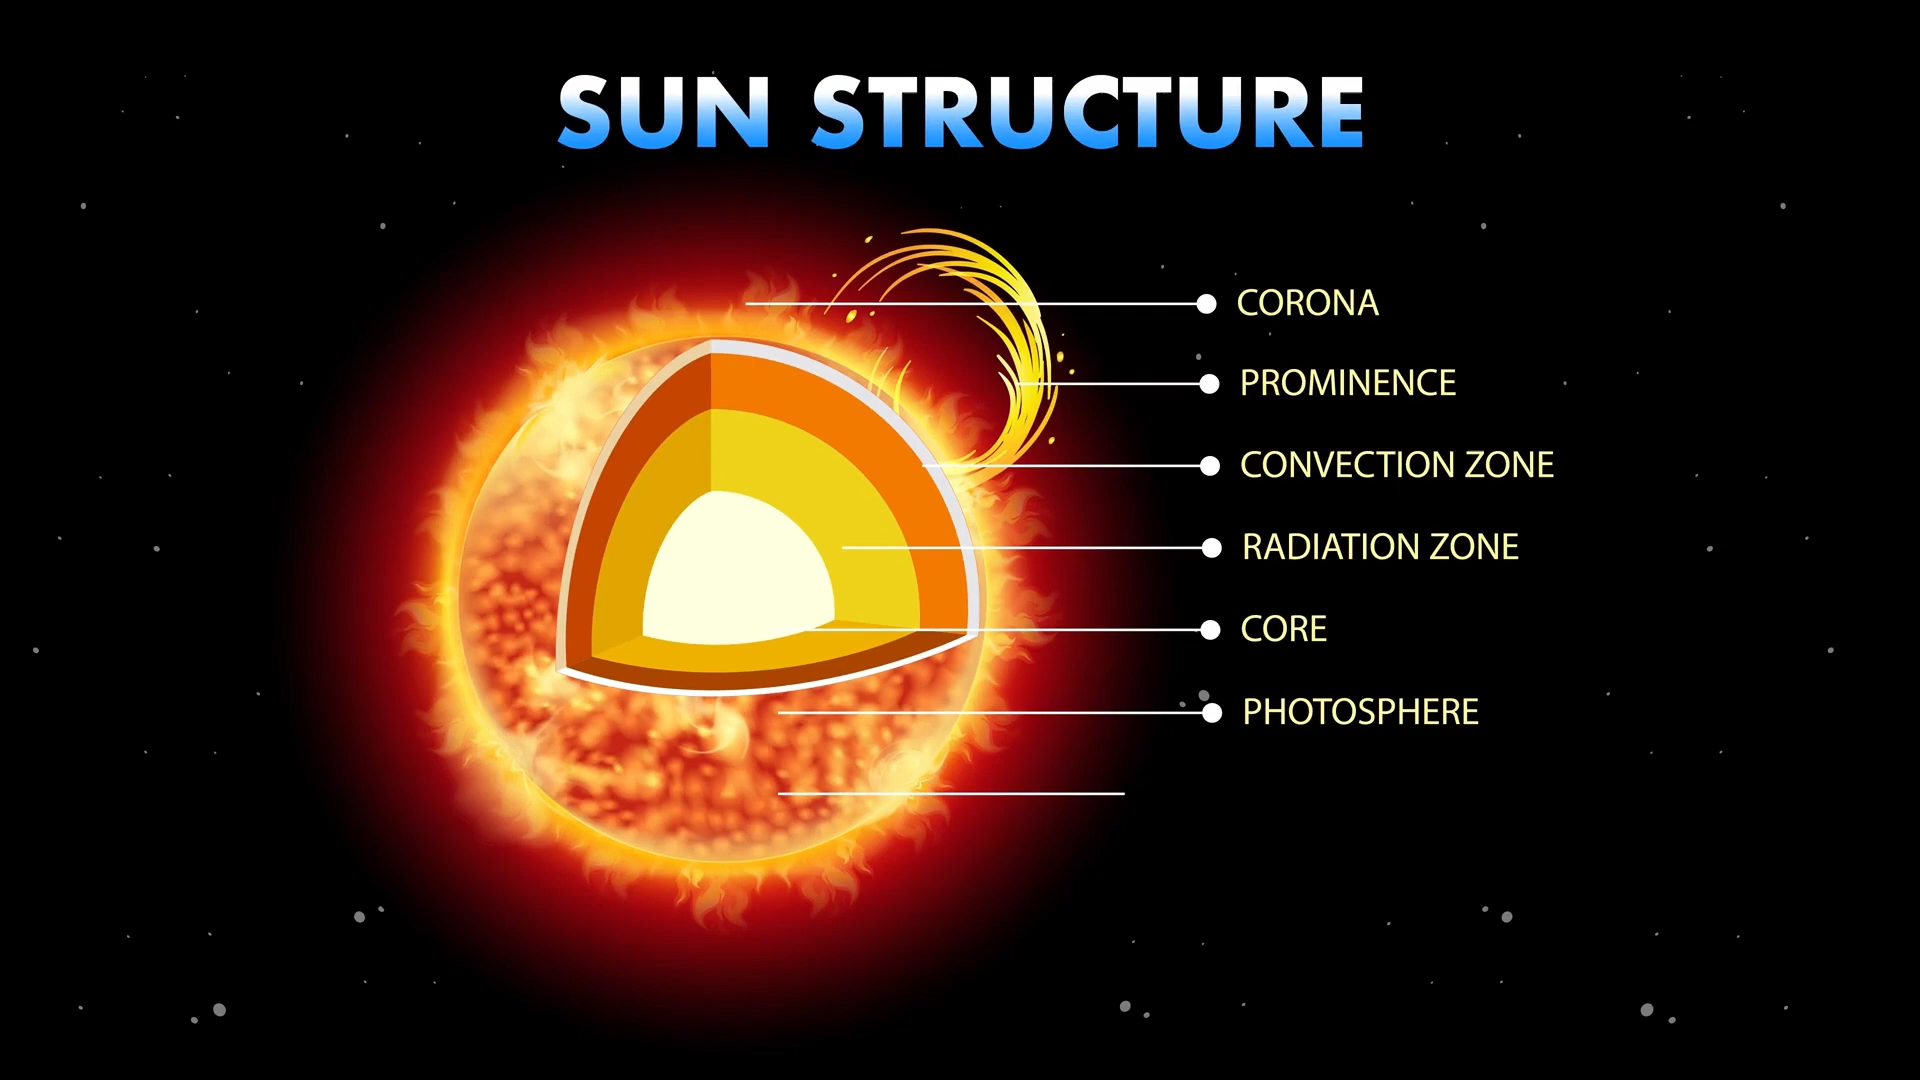 SUN STRUCTURE
CORONA
PROMINENCE
CONVECTION ZONE
RADIATION ZONE
CORE
PHOTOSPHERE